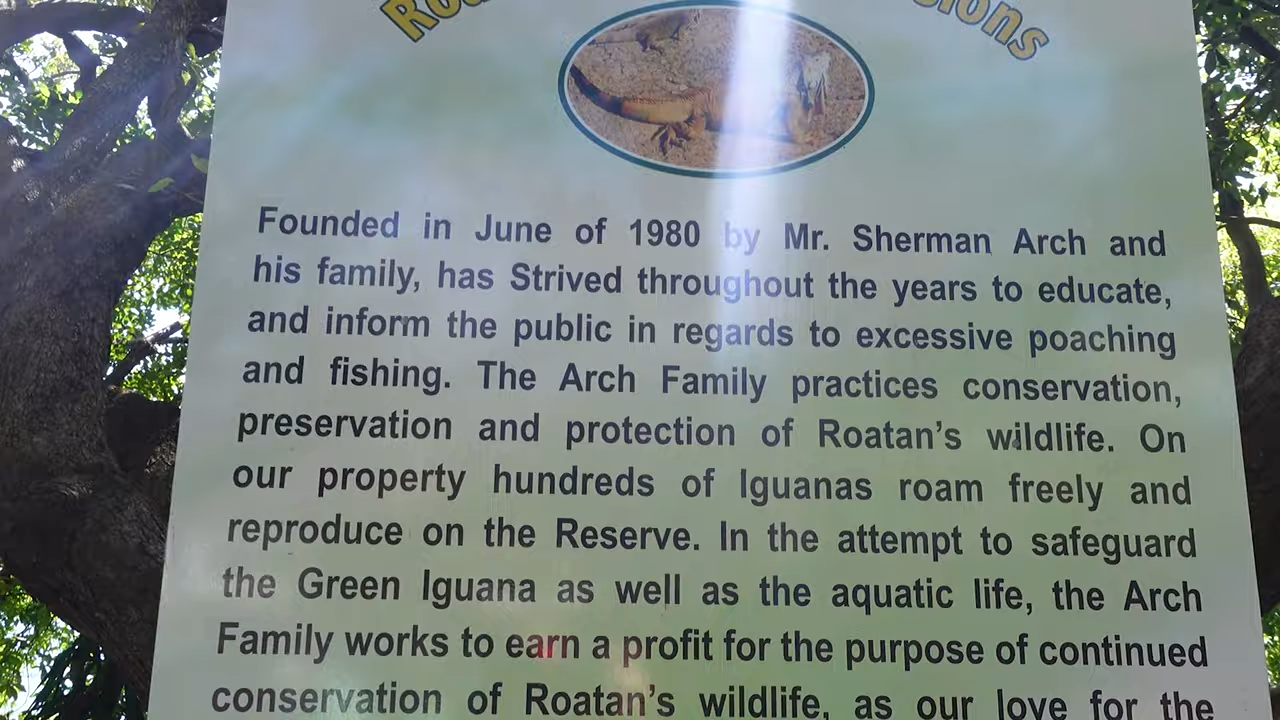 Founded in June of 1980 by Mr. Sherman Arch and
his family, has Strived throughout the years to educate,
and inform the public in regards to excessive poaching
and fishing. The Arch Family practices conservation,
preservation and protection of Roatan's wildlife. On
our property hundreds of Iguanas roam freely and
reproduce on the Reserve. In the attempt to safeguard
the Green Iguana as well as the aquatic life, the Arch
Family works to earn a profit for the purpose of continued
conservation of Roatan's wildlife, as our love for the